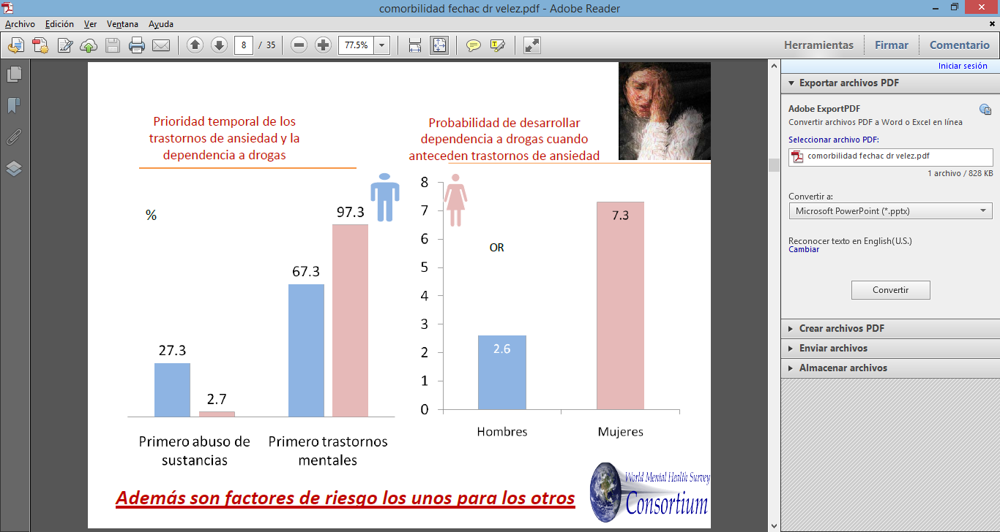 comorbilidad fechac dr velez.pdf - Adobe Reader
Archivo Edición Ver Ventana Ayuda
8 / 35 77.5% Herramientas Firmar Comentario
Iniciar sesión
Exportar archivos PDF
Adobe ExportPDF
Convertir archivos PDF a Word o Excel en línea
Seleccionar archivo PDF:
comorbilidad fechac dr velez.pdf
1 archivo / 828 KB
Convertir a:
Microsoft PowerPoint (*.pptx)
Reconocer texto en English(U.S.)
Cambiar
Convertir
Crear archivos PDF
Enviar archivos
Almacenar archivos
Prioridad temporal de los
trastornos de ansiedad y la
dependencia a drogas
%
27.3
2.7
67.3
97.3
Primero abuso de
sustancias
Primero trastornos
mentales
Probabilidad de desarrollar
dependencia a drogas cuando
anteceden trastornos de ansiedad
8
7
6
5
4
3
2
1
0
OR
2.6
7.3
Hombres
Mujeres
Además son factores de riesgo los unos para los otros
World Mental Health Survey
Consortium